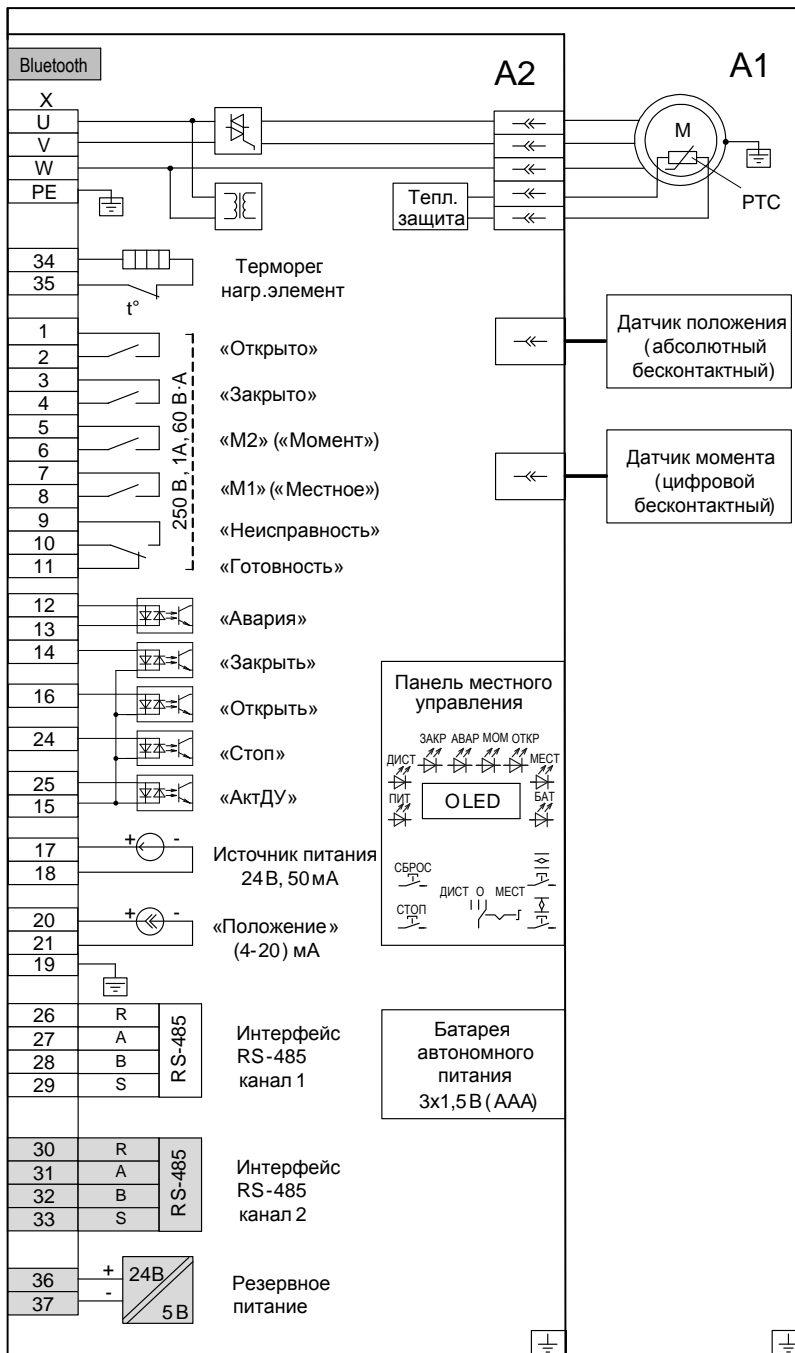 Bluetooth
A2
A1
X
U
V
W
PE
М
PTC
Тепл.
защита
34
35
t°
Терморег
нагр.элемент
1
2
«Открыто»
3
4
«Закрыто»
5
6
«М2» («Момент»)
7
8
«М1» («Местное»)
9
10
11
«Неисправность»
«Готовность»
250 В , 1А, 60 В·А
Датчик положения
(абсолютный
бесконтактный)
Датчик момента
(цифровой
бесконтактный)
12
13
«Авария»
14
«Закрыть»
16
«Открыть»
24
«Стоп»
25
15
«АктДУ»
Панель местного
управления
ЗАКР АВАР МОМ ОТКР
ДИСТ
МЕСТ
ПИТ
OLED
БАТ
СБРОС
ДИСТ О МЕСТ
СТОП
17
18
+ -
Источник питания
24В, 50мА
20
21
19
+ -
«Положение»
(4-20) мА
26 R
27 A
28 B
29 S
RS-485
Интерфейс
RS-485
канал 1
Батарея
автономного
питания
3х1,5В (ААА)
30 R
31 A
32 B
33 S
RS-485
Интерфейс
RS-485
канал 2
36 +
37 -
24В
5В
Резервное
питание